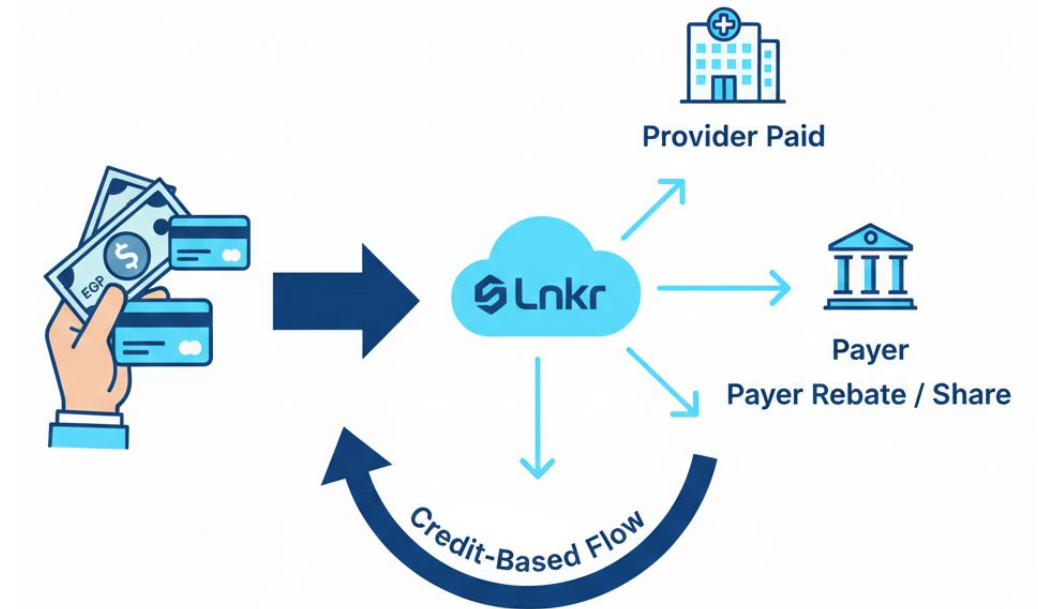 Provider Paid
$
EGP
Lnkr
Payer
Payer Rebate / Share
Credit-Based Flow